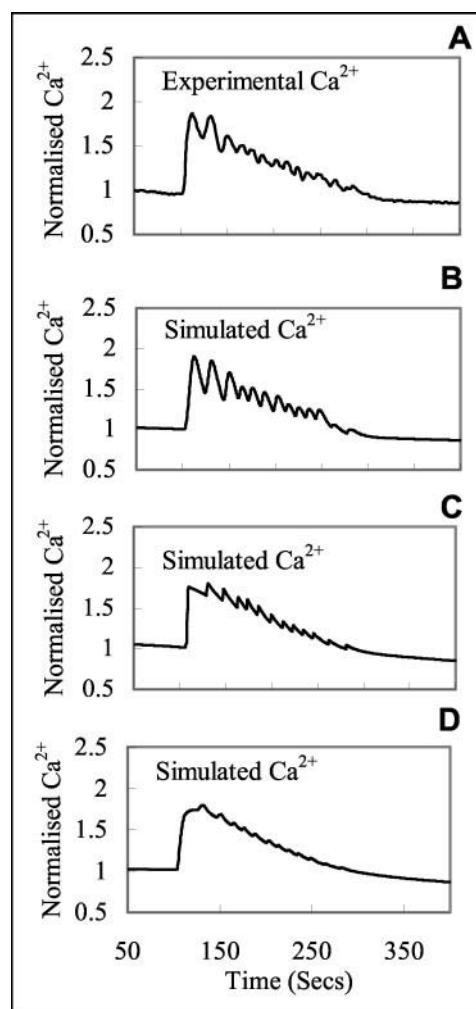 A
Normalised Ca²⁺
2.5
2
1.5
1
0.5
Experimental Ca²⁺
B
Normalised Ca²⁺
2.5
2
1.5
1
0.5
Simulated Ca²⁺
C
Normalised Ca²⁺
2.5
2
1.5
1
0.5
Simulated Ca²⁺
D
Normalised Ca²⁺
2.5
2
1.5
1
0.5
Simulated Ca²⁺
50 150 250 350
Time (Secs)